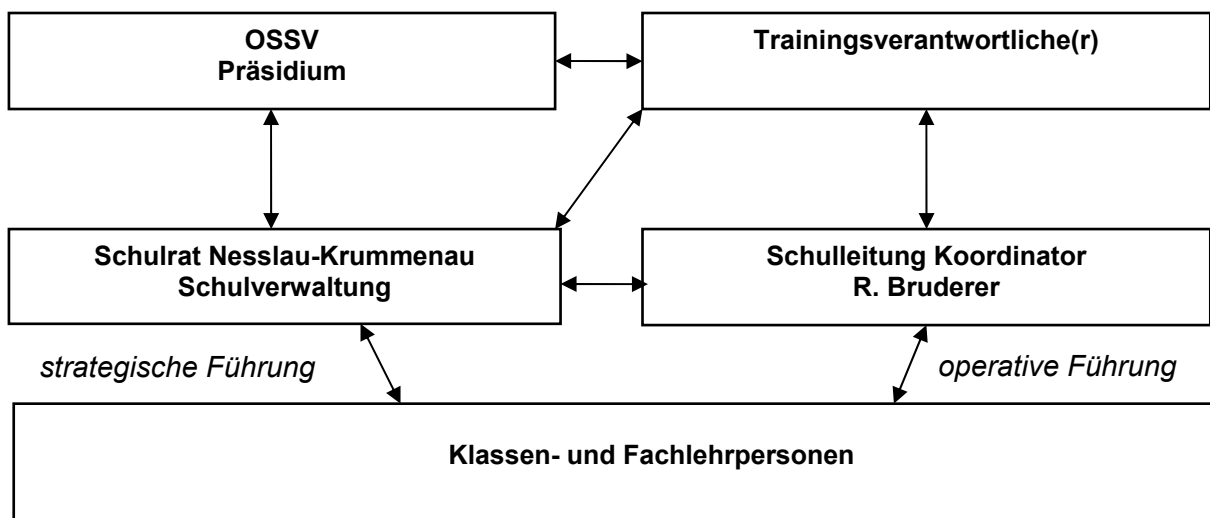 OSSV
Präsidium
Trainingsverantwortliche(r)
Schulrat Nesslau-Krummenau
Schulverwaltung
Schulleitung Koordinator
R. Bruderer
strategische Führung
operative Führung
Klassen- und Fachlehrpersonen